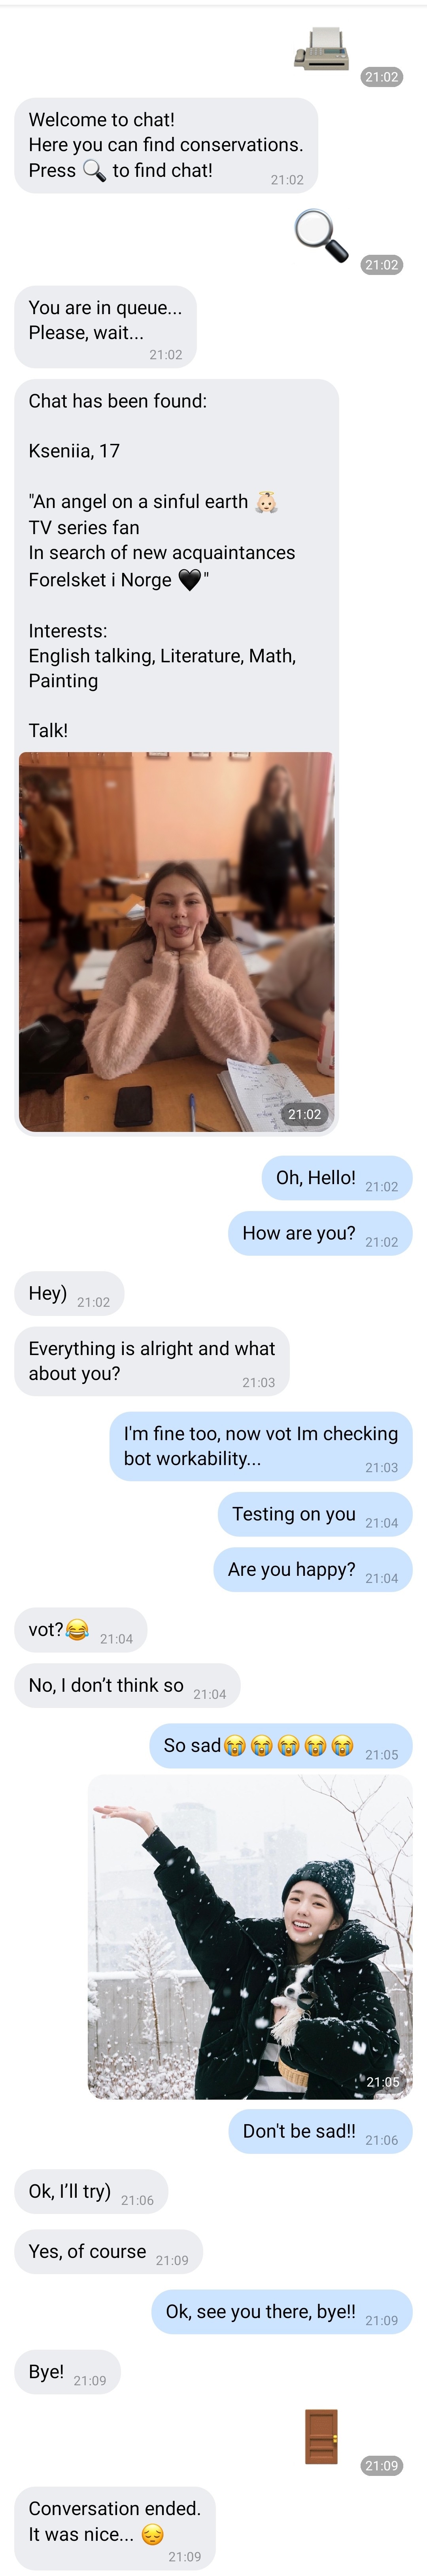 21:02
Welcome to chat!
Here you can find conservations.
Press 🔍 to find chat!
21:02
21:02
You are in queue...
Please, wait...
21:02
Chat has been found:
Kseniia, 17
"An angel on a sinful earth 👼🏻
TV series fan
In search of new acquaintances
Forelsket i Norge 🖤"
Interests:
English talking, Literature, Math,
Painting
Talk!
21:02
Oh, Hello! 21:02
How are you? 21:02
Hey) 21:02
Everything is alright and what
about you? 21:03
I'm fine too, now vot Im checking
bot workability... 21:03
Testing on you 21:04
Are you happy? 21:04
vot?😂 21:04
No, I don’t think so 21:04
So sad😭😭😭😭😭 21:05
21:05
Don't be sad!! 21:06
Ok, I’ll try) 21:06
Yes, of course 21:09
Ok, see you there, bye!! 21:09
Bye! 21:09
21:09
Conversation ended.
It was nice... 😔
21:09